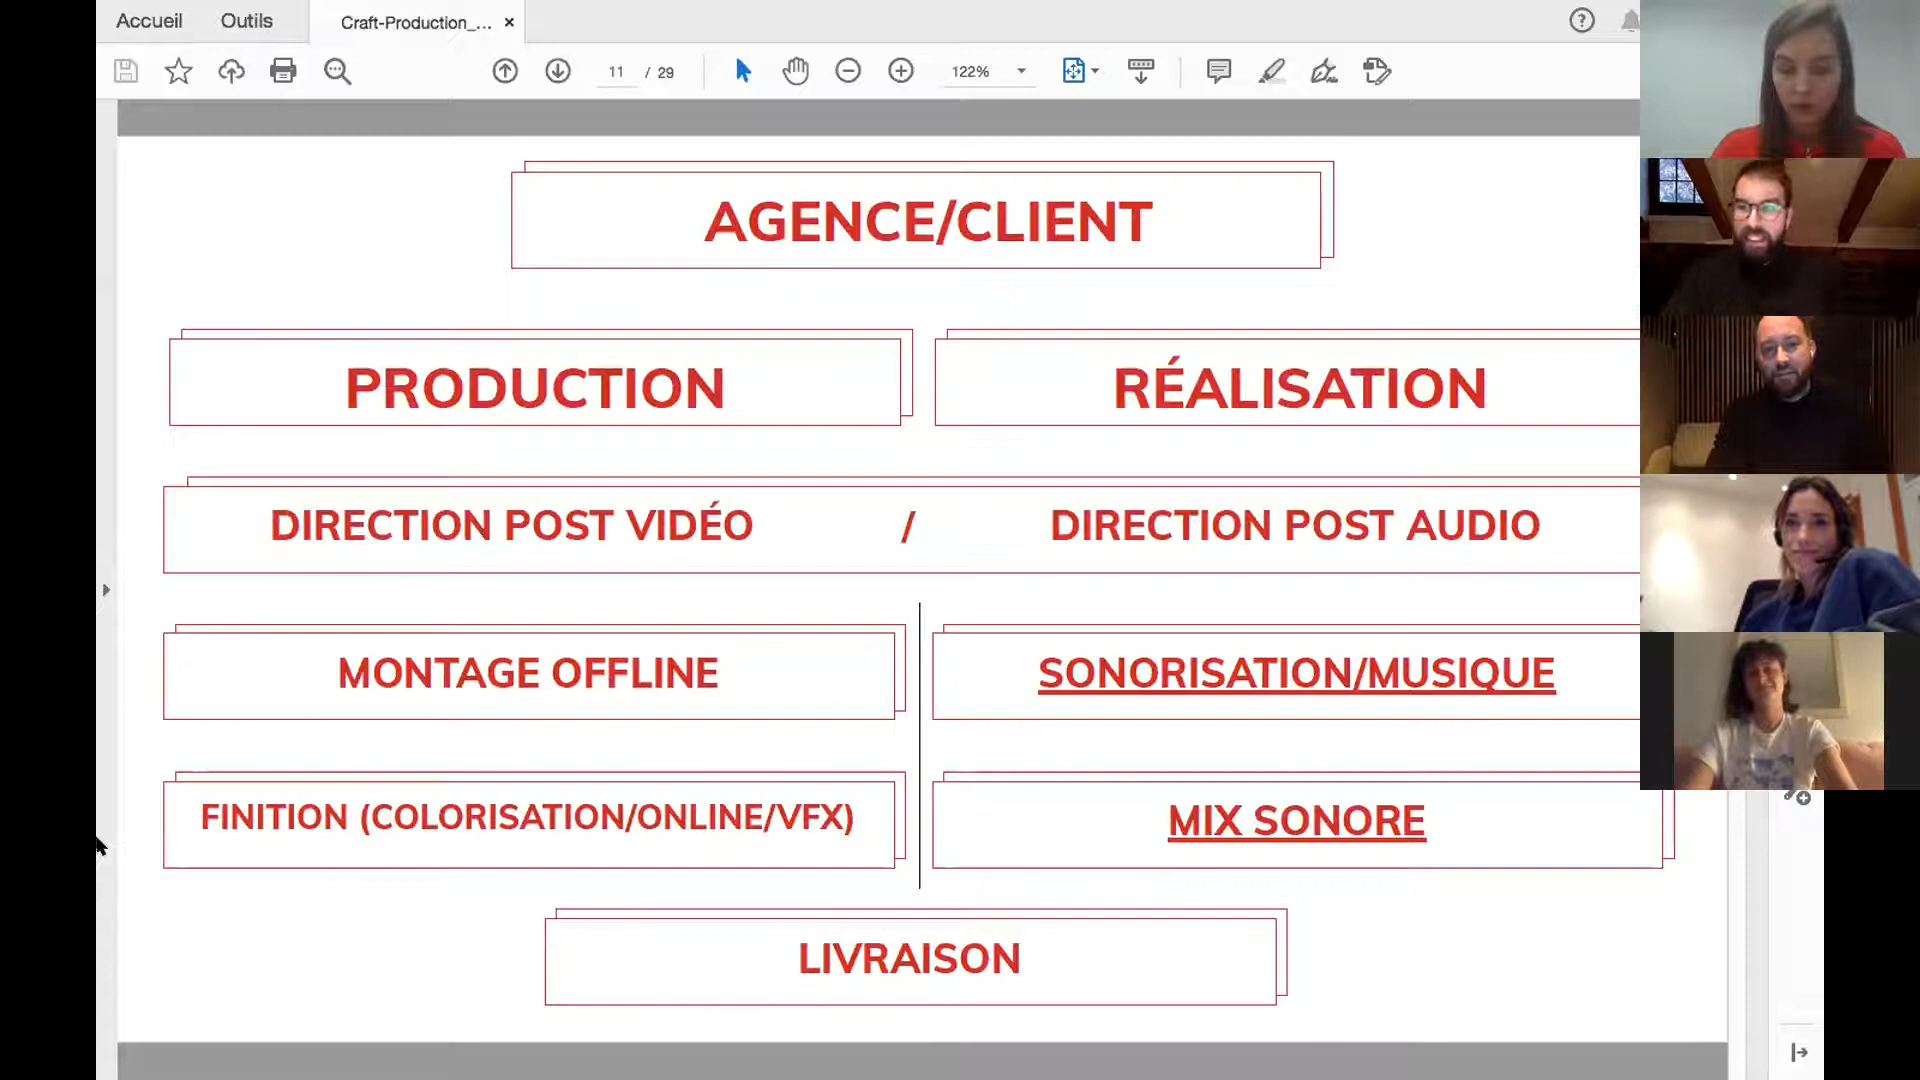 Accueil Outils Craft-Production_... ×
11 / 29 122%
AGENCE/CLIENT
PRODUCTION RÉALISATION
DIRECTION POST VIDÉO / DIRECTION POST AUDIO
MONTAGE OFFLINE SONORISATION/MUSIQUE
FINITION (COLORISATION/ONLINE/VFX) MIX SONORE
LIVRAISON